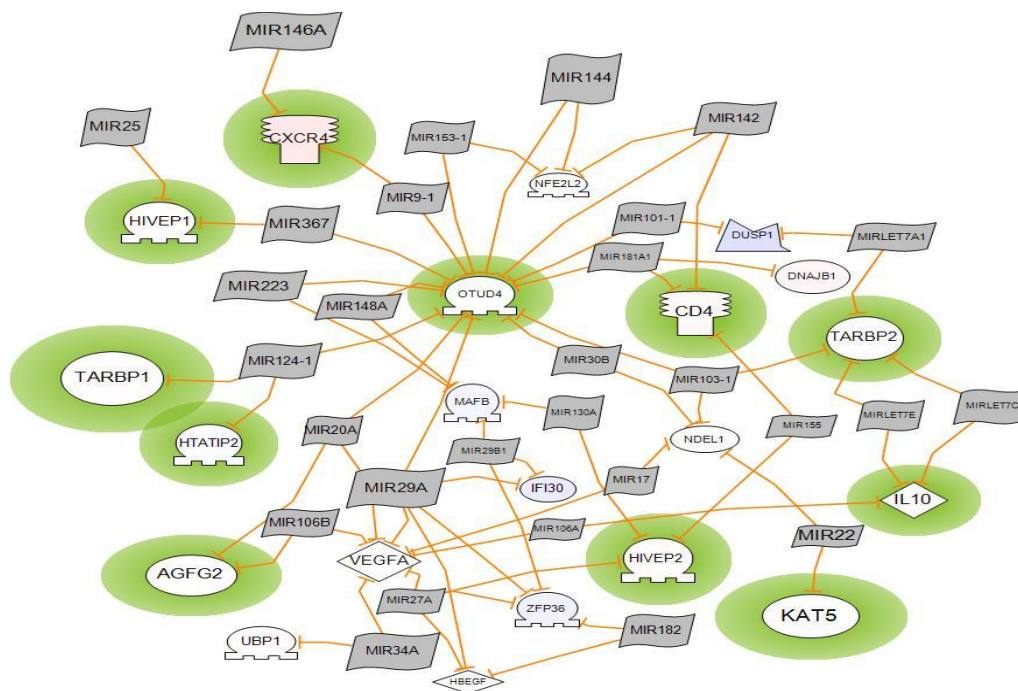 MIR146A
MIR144
MIR25
CXCR4
MIR153-1
MIR142
NFE2L2
MIR9-1
HIVEP1
MIR367
MIR101-1
DUSP1
MIRLET7A1
MIR181A1
DNAJB1
MIR223
OTUD4
MIR148A
CD4
TARBP2
MIR124-1
MIR30B
TARBP1
MIR103-1
MAFB
MIRLET7E
MIRLET7C
MIR130A
MIR155
HTATIP2
MIR20A
NDEL1
MIR29B1
MIR29A
IFI30
MIR17
IL10
MIR106B
MIR106A
MIR22
VEGFA
HIVEP2
AGFG2
MIR27A
ZFP36
KAT5
MIR182
UBP1
MIR34A
HBEGF